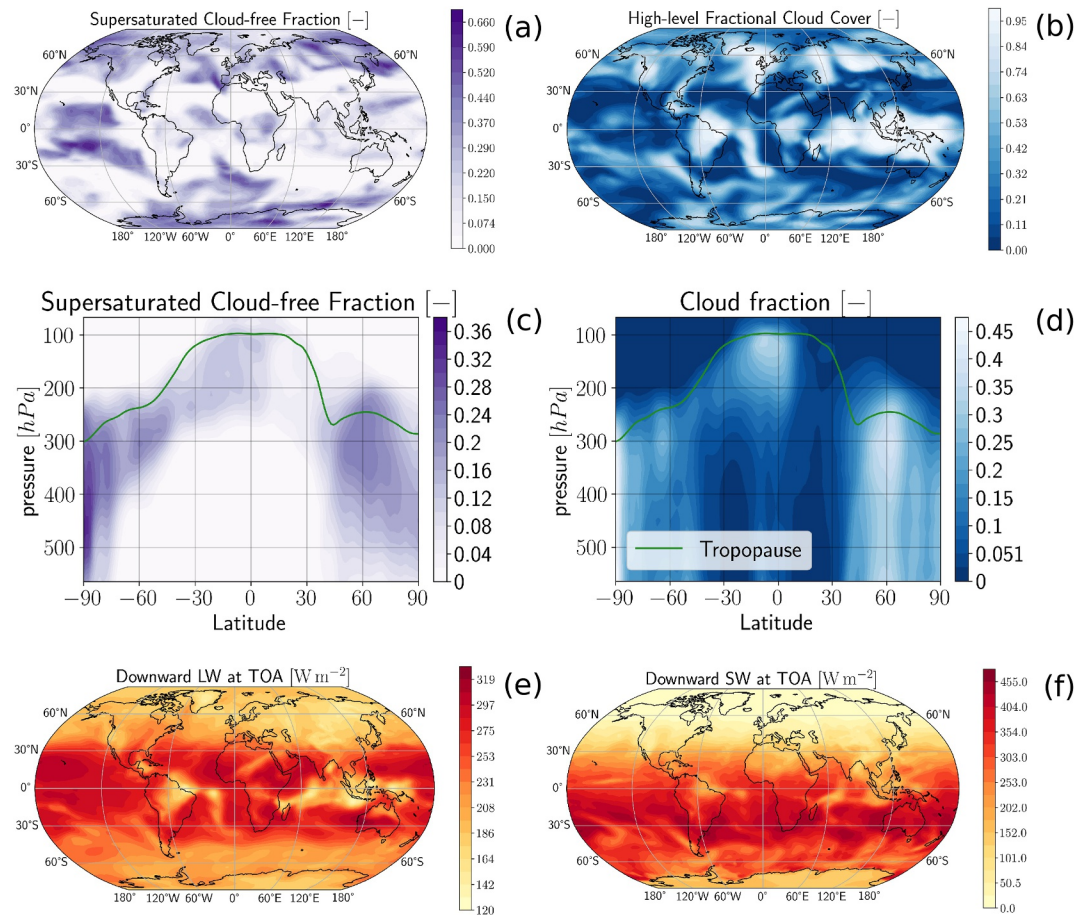 Supersaturated Cloud-free Fraction [−]
(a)
60°N
30°N
0°
30°S
60°S
60°N
30°N
0°
30°S
60°S
180° 120°W 60°W 0° 60°E 120°E 180°
0.660
0.590
0.520
0.440
0.370
0.290
0.220
0.150
0.074
0.000
High-level Fractional Cloud Cover [−]
(b)
60°N
30°N
0°
30°S
60°S
60°N
30°N
0°
30°S
60°S
180° 120°W 60°W 0° 60°E 120°E 180°
0.95
0.84
0.74
0.63
0.53
0.42
0.32
0.21
0.11
0.00
Supersaturated Cloud-free Fraction [−]
(c)
pressure [hPa]
100
200
300
400
500
−90 −60 −30 0 30 60 90
Latitude
0.36
0.32
0.28
0.24
0.2
0.16
0.12
0.08
0.04
0
Cloud fraction [−]
(d)
pressure [hPa]
100
200
300
400
500
Tropopause
−90 −60 −30 0 30 60 90
Latitude
0.45
0.4
0.35
0.3
0.25
0.2
0.15
0.1
0.051
0
Downward LW at TOA [W m⁻²]
(e)
60°N
30°N
0°
30°S
60°S
60°N
30°N
0°
30°S
60°S
180° 120°W 60°W 0° 60°E 120°E 180°
319
297
275
253
231
208
186
164
142
120
Downward SW at TOA [W m⁻²]
(f)
60°N
30°N
0°
30°S
60°S
60°N
30°N
0°
30°S
60°S
180° 120°W 60°W 0° 60°E 120°E 180°
455.0
404.0
353.0
303.0
253.0
202.0
152.0
101.0
50.5
0.0